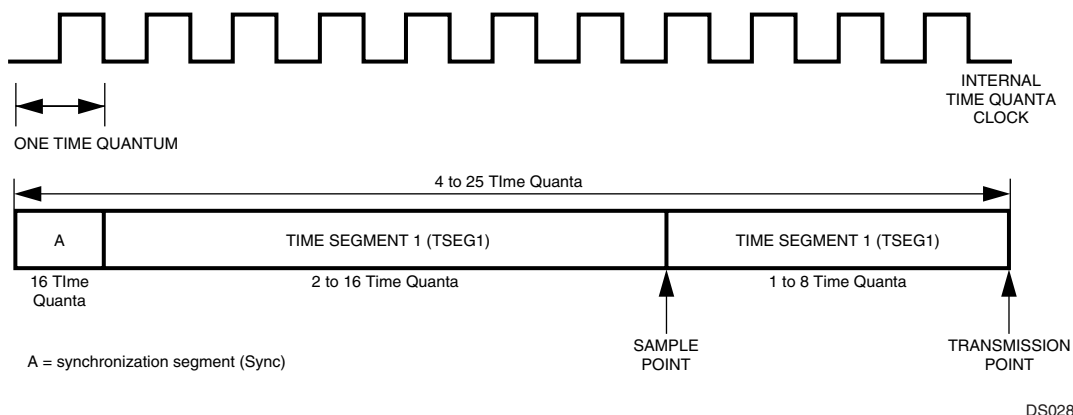 INTERNAL
TIME QUANTA
CLOCK
ONE TIME QUANTUM
4 to 25 TIme Quanta
A
TIME SEGMENT 1 (TSEG1)
TIME SEGMENT 1 (TSEG1)
16 TIme
Quanta
2 to 16 Time Quanta
1 to 8 Time Quanta
A = synchronization segment (Sync)
SAMPLE
POINT
TRANSMISSION
POINT
DS028